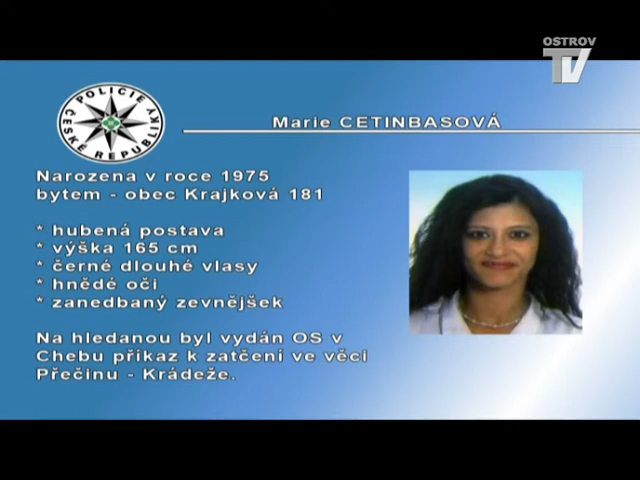 OSTROV
TV
POLICIE
ČESKÉ REPUBLIKY
Marie CETINBASOVÁ
Narozena v roce 1975
bytem - obec Krajková 181
* hubená postava
* výška 165 cm
* černé dlouhé vlasy
* hnědé oči
* zanedbaný zevnějšek
Na hledanou byl vydán OS v
Chebu příkaz k zatčení ve věci
Přečinu - Krádeže.